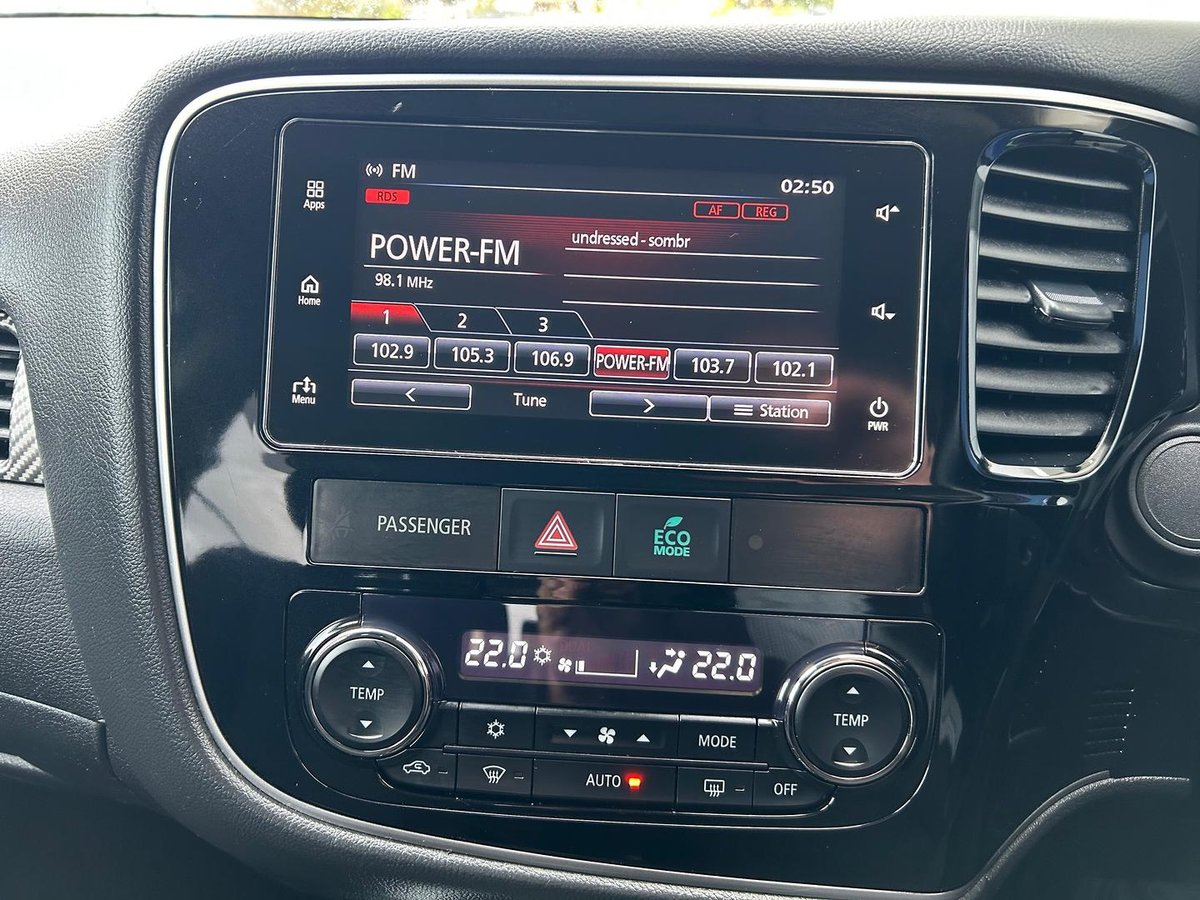 FM
02:50
Apps
RDS
AF REG
POWER-FM
undressed - sombr
98.1 MHz
Home
1 2 3
102.9 105.3 106.9 POWER-FM 103.7 102.1
Menu
< Tune > Station
PWR
PASSENGER
ECO
MODE
22.0 22.0
TEMP
TEMP
MODE
AUTO
OFF